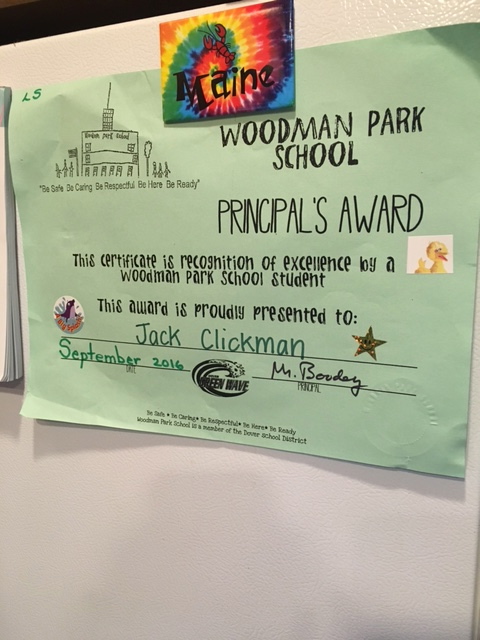 Maine
LS
WOODMAN PARK
SCHOOL
Woodman Park School
"Be Safe Be Caring Be Respectful Be Here Be Ready"
PRINCIPAL'S AWARD
This certificate is recognition of excellence by a
Woodman Park School student
This award is proudly presented to:
Jack Clickman
September 2016
DATE
GREEN WAVE
Mr. Boodey
PRINCIPAL
Be Safe * Be Caring* Be Respectful* Be Here* Be Ready
Woodman Park School is a member of the Dover School District